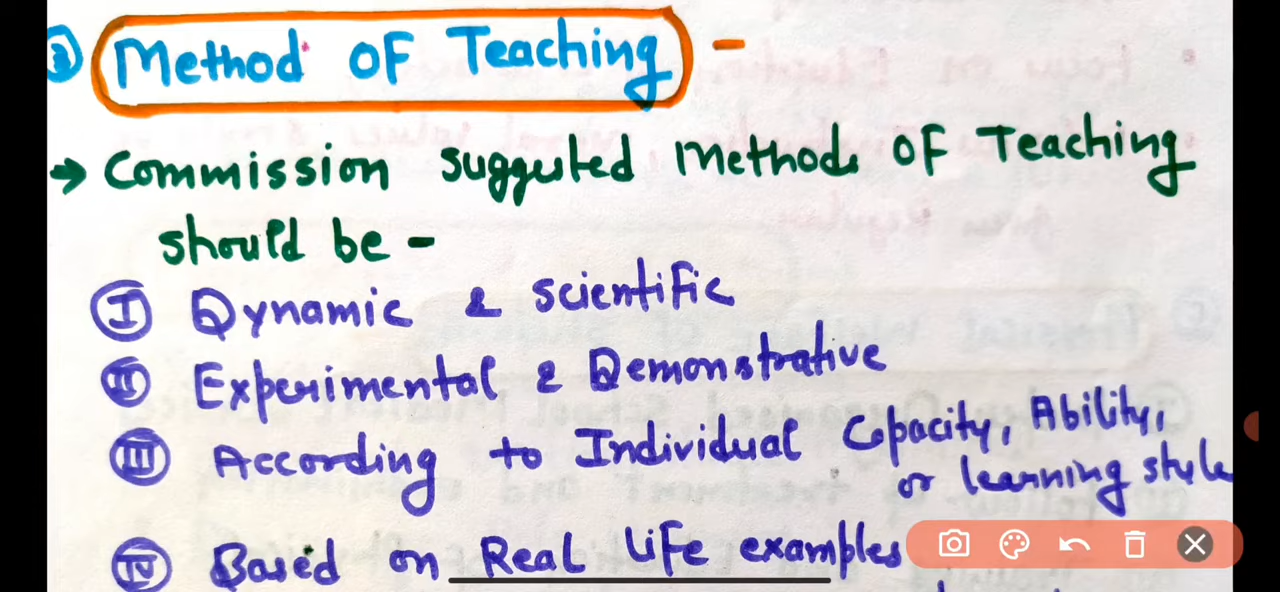 ③ Method OF Teaching -
→ Commission suggested Methods OF Teaching
should be -
Ⅰ Dynamic & scientific
Ⅱ Experimental & Demonstrative
Ⅲ According to Individual Capacity, Ability,
or learning style
Ⅳ Based on Real life examples